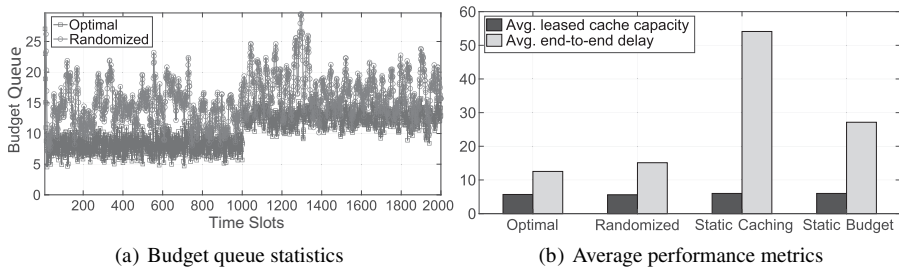 Optimal
Randomized
Budget Queue
25
20
15
10
5
0
200 400 600 800 1000 1200 1400 1600 1800 2000
Time Slots
(a) Budget queue statistics
60
50
40
30
20
10
0
Avg. leased cache capacity
Avg. end-to-end delay
Optimal Randomized Static Caching Static Budget
(b) Average performance metrics